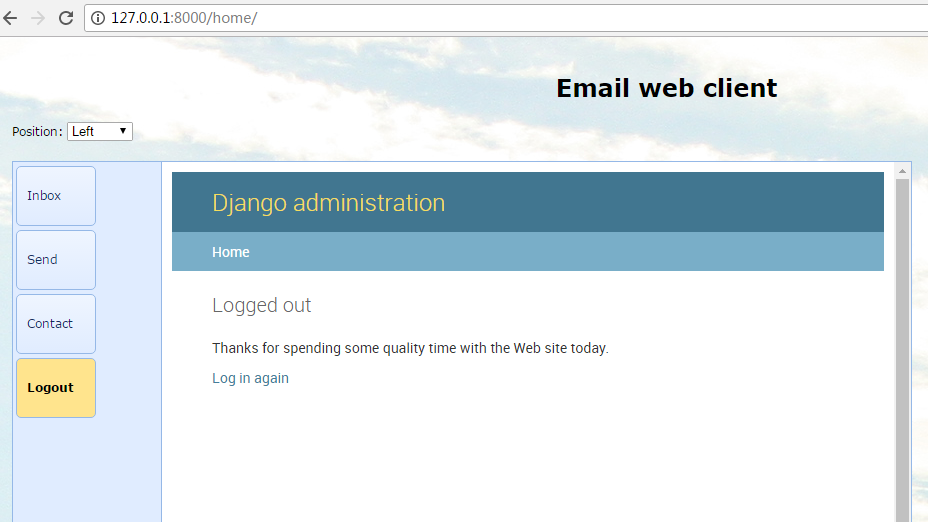 127.0.0.1:8000/home/
Email web client
Position: Left
Inbox
Send
Contact
Logout
Django administration
Home
Logged out
Thanks for spending some quality time with the Web site today.
Log in again